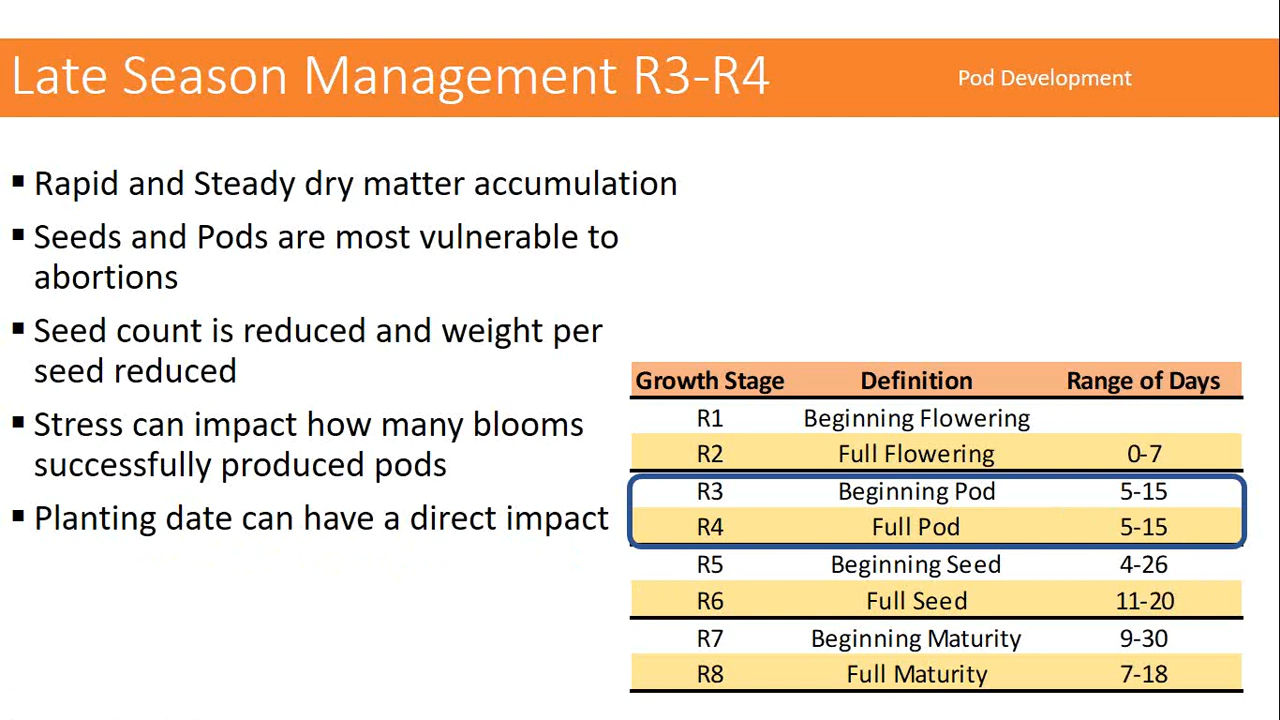 Late Season Management R3-R4
Pod Development
▪ Rapid and Steady dry matter accumulation
▪ Seeds and Pods are most vulnerable to
abortions
▪ Seed count is reduced and weight per
seed reduced
▪ Stress can impact how many blooms
successfully produced pods
▪ Planting date can have a direct impact
Growth Stage Definition Range of Days
R1 Beginning Flowering
R2 Full Flowering 0-7
R3 Beginning Pod 5-15
R4 Full Pod 5-15
R5 Beginning Seed 4-26
R6 Full Seed 11-20
R7 Beginning Maturity 9-30
R8 Full Maturity 7-18